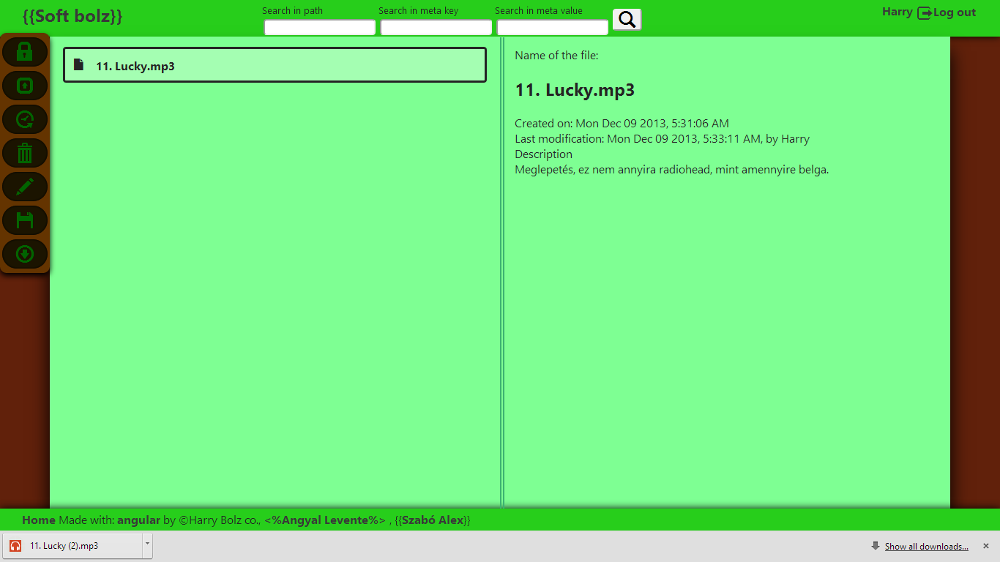 {{Soft bolz}}
Search in path
Search in meta key
Search in meta value
Harry Log out
11. Lucky.mp3
Name of the file:
11. Lucky.mp3
Created on: Mon Dec 09 2013, 5:31:06 AM
Last modification: Mon Dec 09 2013, 5:33:11 AM, by Harry
Description
Meglepetés, ez nem annyira radiohead, mint amennyire belga.
Home Made with: angular by ©Harry Bolz co., <%Angyal Levente%> , {{Szabó Alex}}
11. Lucky (2).mp3
Show all downloads...